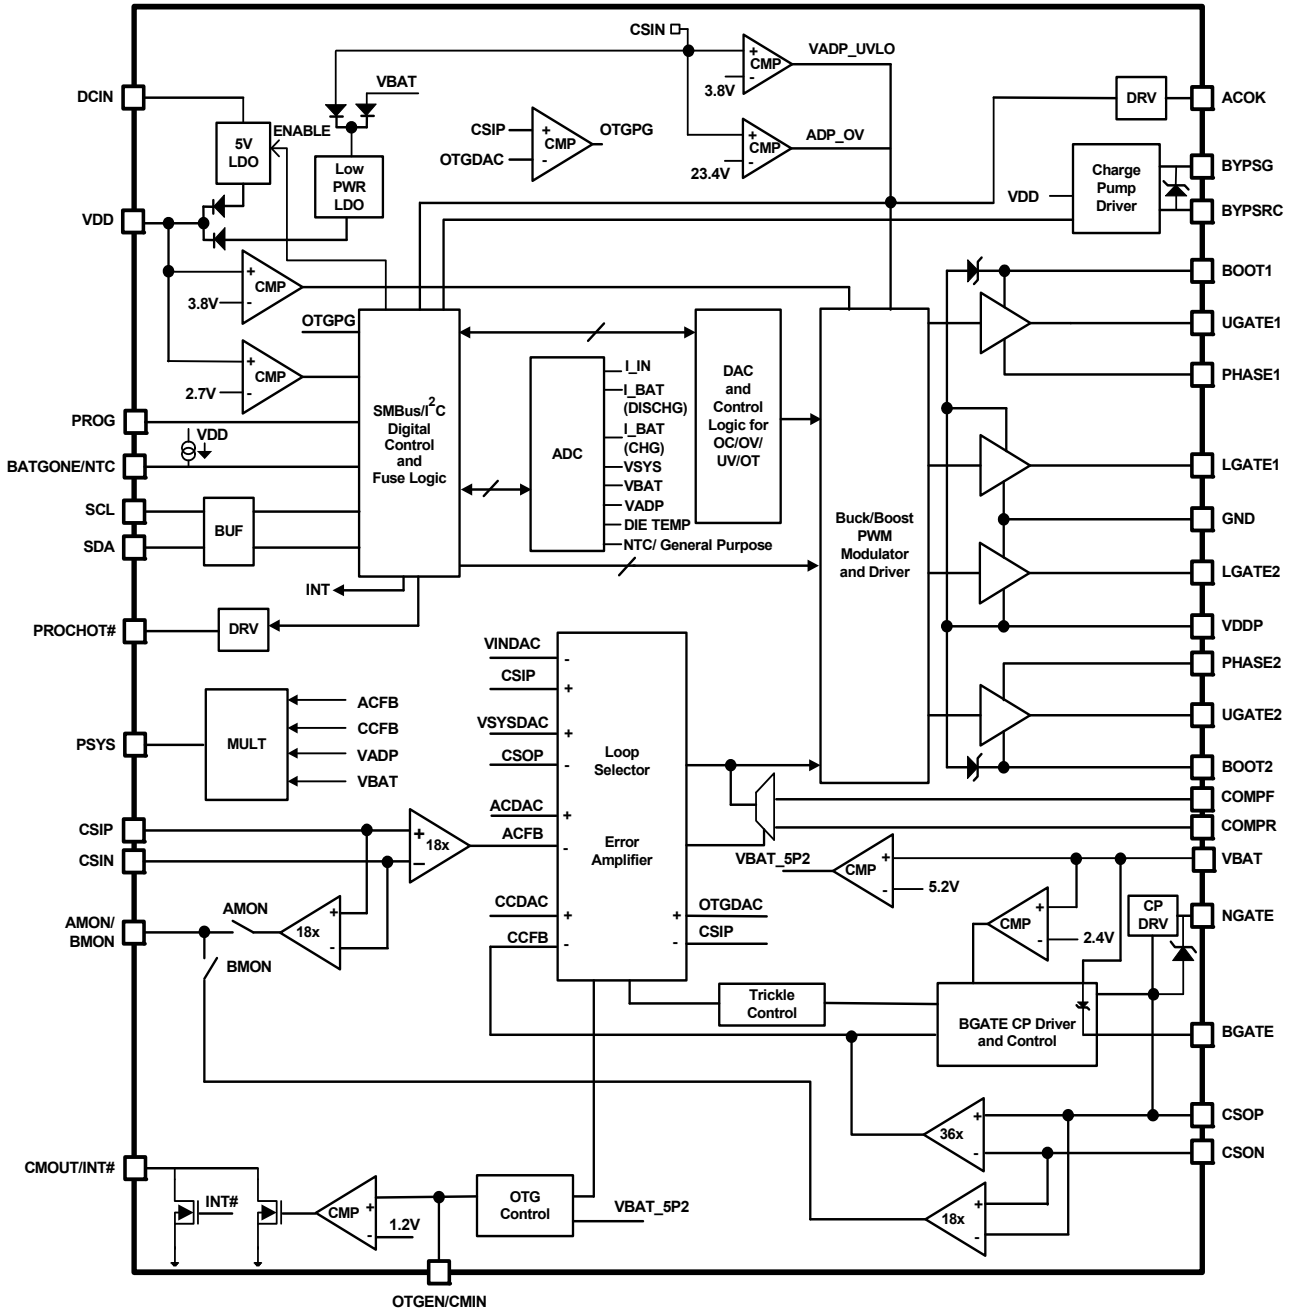 CSIN
VADP_UVLO
+
CMP
-
3.8V
DCIN
VBAT
DRV
ACOK
5V
LDO
ENABLE
CSIP
+
CMP
-
OTGPG
OTGDAC
+
CMP
-
ADP_OV
23.4V
Low
PWR
LDO
Charge
Pump
Driver
VDD
BYPSG
BYPSRC
VDD
+
CMP
-
3.8V
BOOT1
OTGPG
UGATE1
+
CMP
-
2.7V
PHASE1
SMBus/I2C
Digital
Control
and
Fuse Logic
ADC
I_IN
I_BAT
(DISCHG)
I_BAT
(CHG)
VSYS
VBAT
VADP
DIE TEMP
NTC/ General Purpose
DAC
and
Control
Logic for
OC/OV/
UV/OT
Buck/Boost
PWM
Modulator
and Driver
PROG
VDD
BATGONE/NTC
LGATE1
SCL
BUF
SDA
GND
LGATE2
INT
PROCHOT#
DRV
VDDP
PHASE2
VINDAC
-
CSIP
+
VSYSDAC
+
CSOP
-
ACDAC
+
ACFB
-
CCDAC
+
CCFB
-
Loop
Selector
Error
Amplifier
+
OTGDAC
-
CSIP
PSYS
MULT
ACFB
CCFB
VADP
VBAT
UGATE2
BOOT2
COMPF
COMPR
CSIP
CSIN
+
18x
−
VBAT_5P2
CMP
+
-
5.2V
VBAT
AMON/
BMON
AMON
18x
+
-
BMON
CMP
+
-
2.4V
CP
DRV
NGATE
Trickle
Control
BGATE CP Driver
and Control
BGATE
36x
+
-
CSOP
CSON
18x
+
-
CMOUT/INT#
INT#
CMP
+
-
1.2V
OTG
Control
VBAT_5P2
OTGEN/CMIN